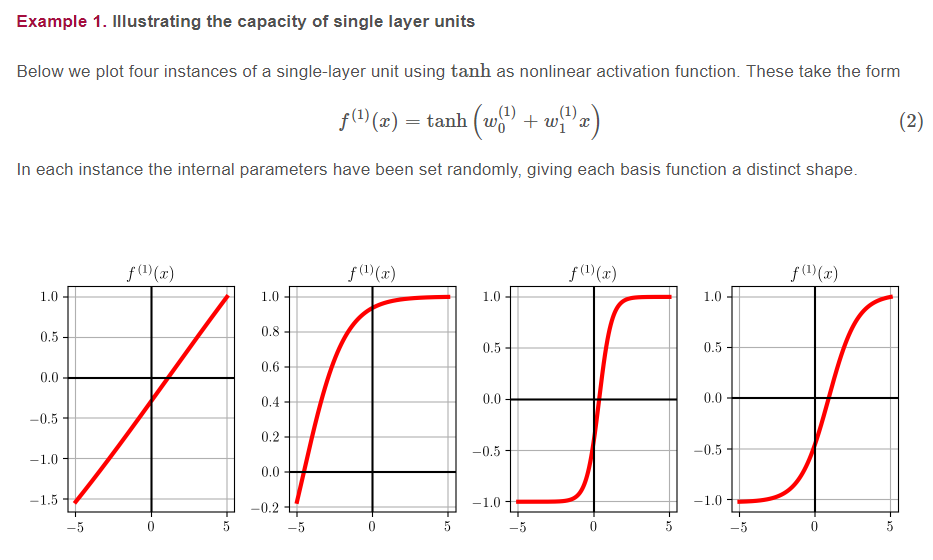 Example 1. Illustrating the capacity of single layer units
Below we plot four instances of a single-layer unit using tanh as nonlinear activation function. These take the form
f^{(1)}(x) = tanh (w_0^{(1)} + w_1^{(1)} x) (2)
In each instance the internal parameters have been set randomly, giving each basis function a distinct shape.
f^{(1)}(x) f^{(1)}(x) f^{(1)}(x) f^{(1)}(x)
1.0
0.5
0.0
−0.5
−1.0
−1.5
−5 0 5
1.0
0.8
0.6
0.4
0.2
0.0
−0.2
−5 0 5
1.0
0.5
0.0
−0.5
−1.0
−5 0 5
1.0
0.5
0.0
−0.5
−1.0
−5 0 5